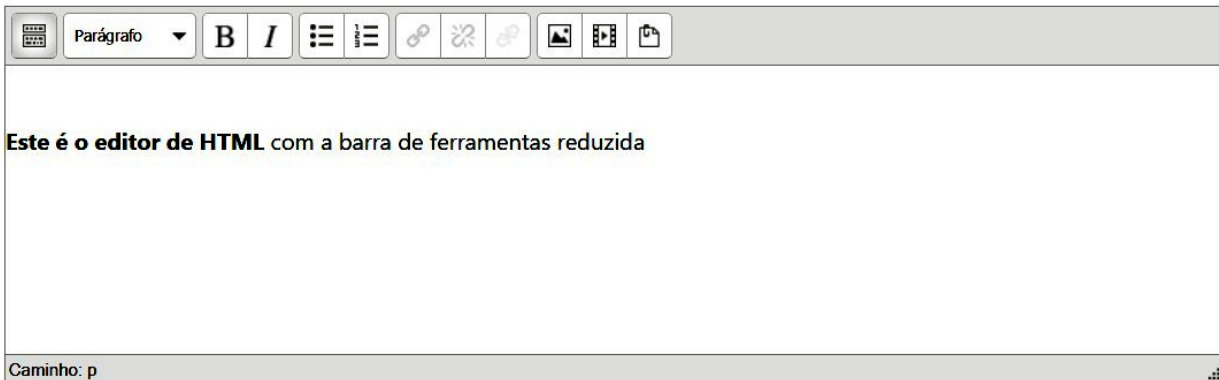 Parágrafo B I
Este é o editor de HTML com a barra de ferramentas reduzida
Caminho: p